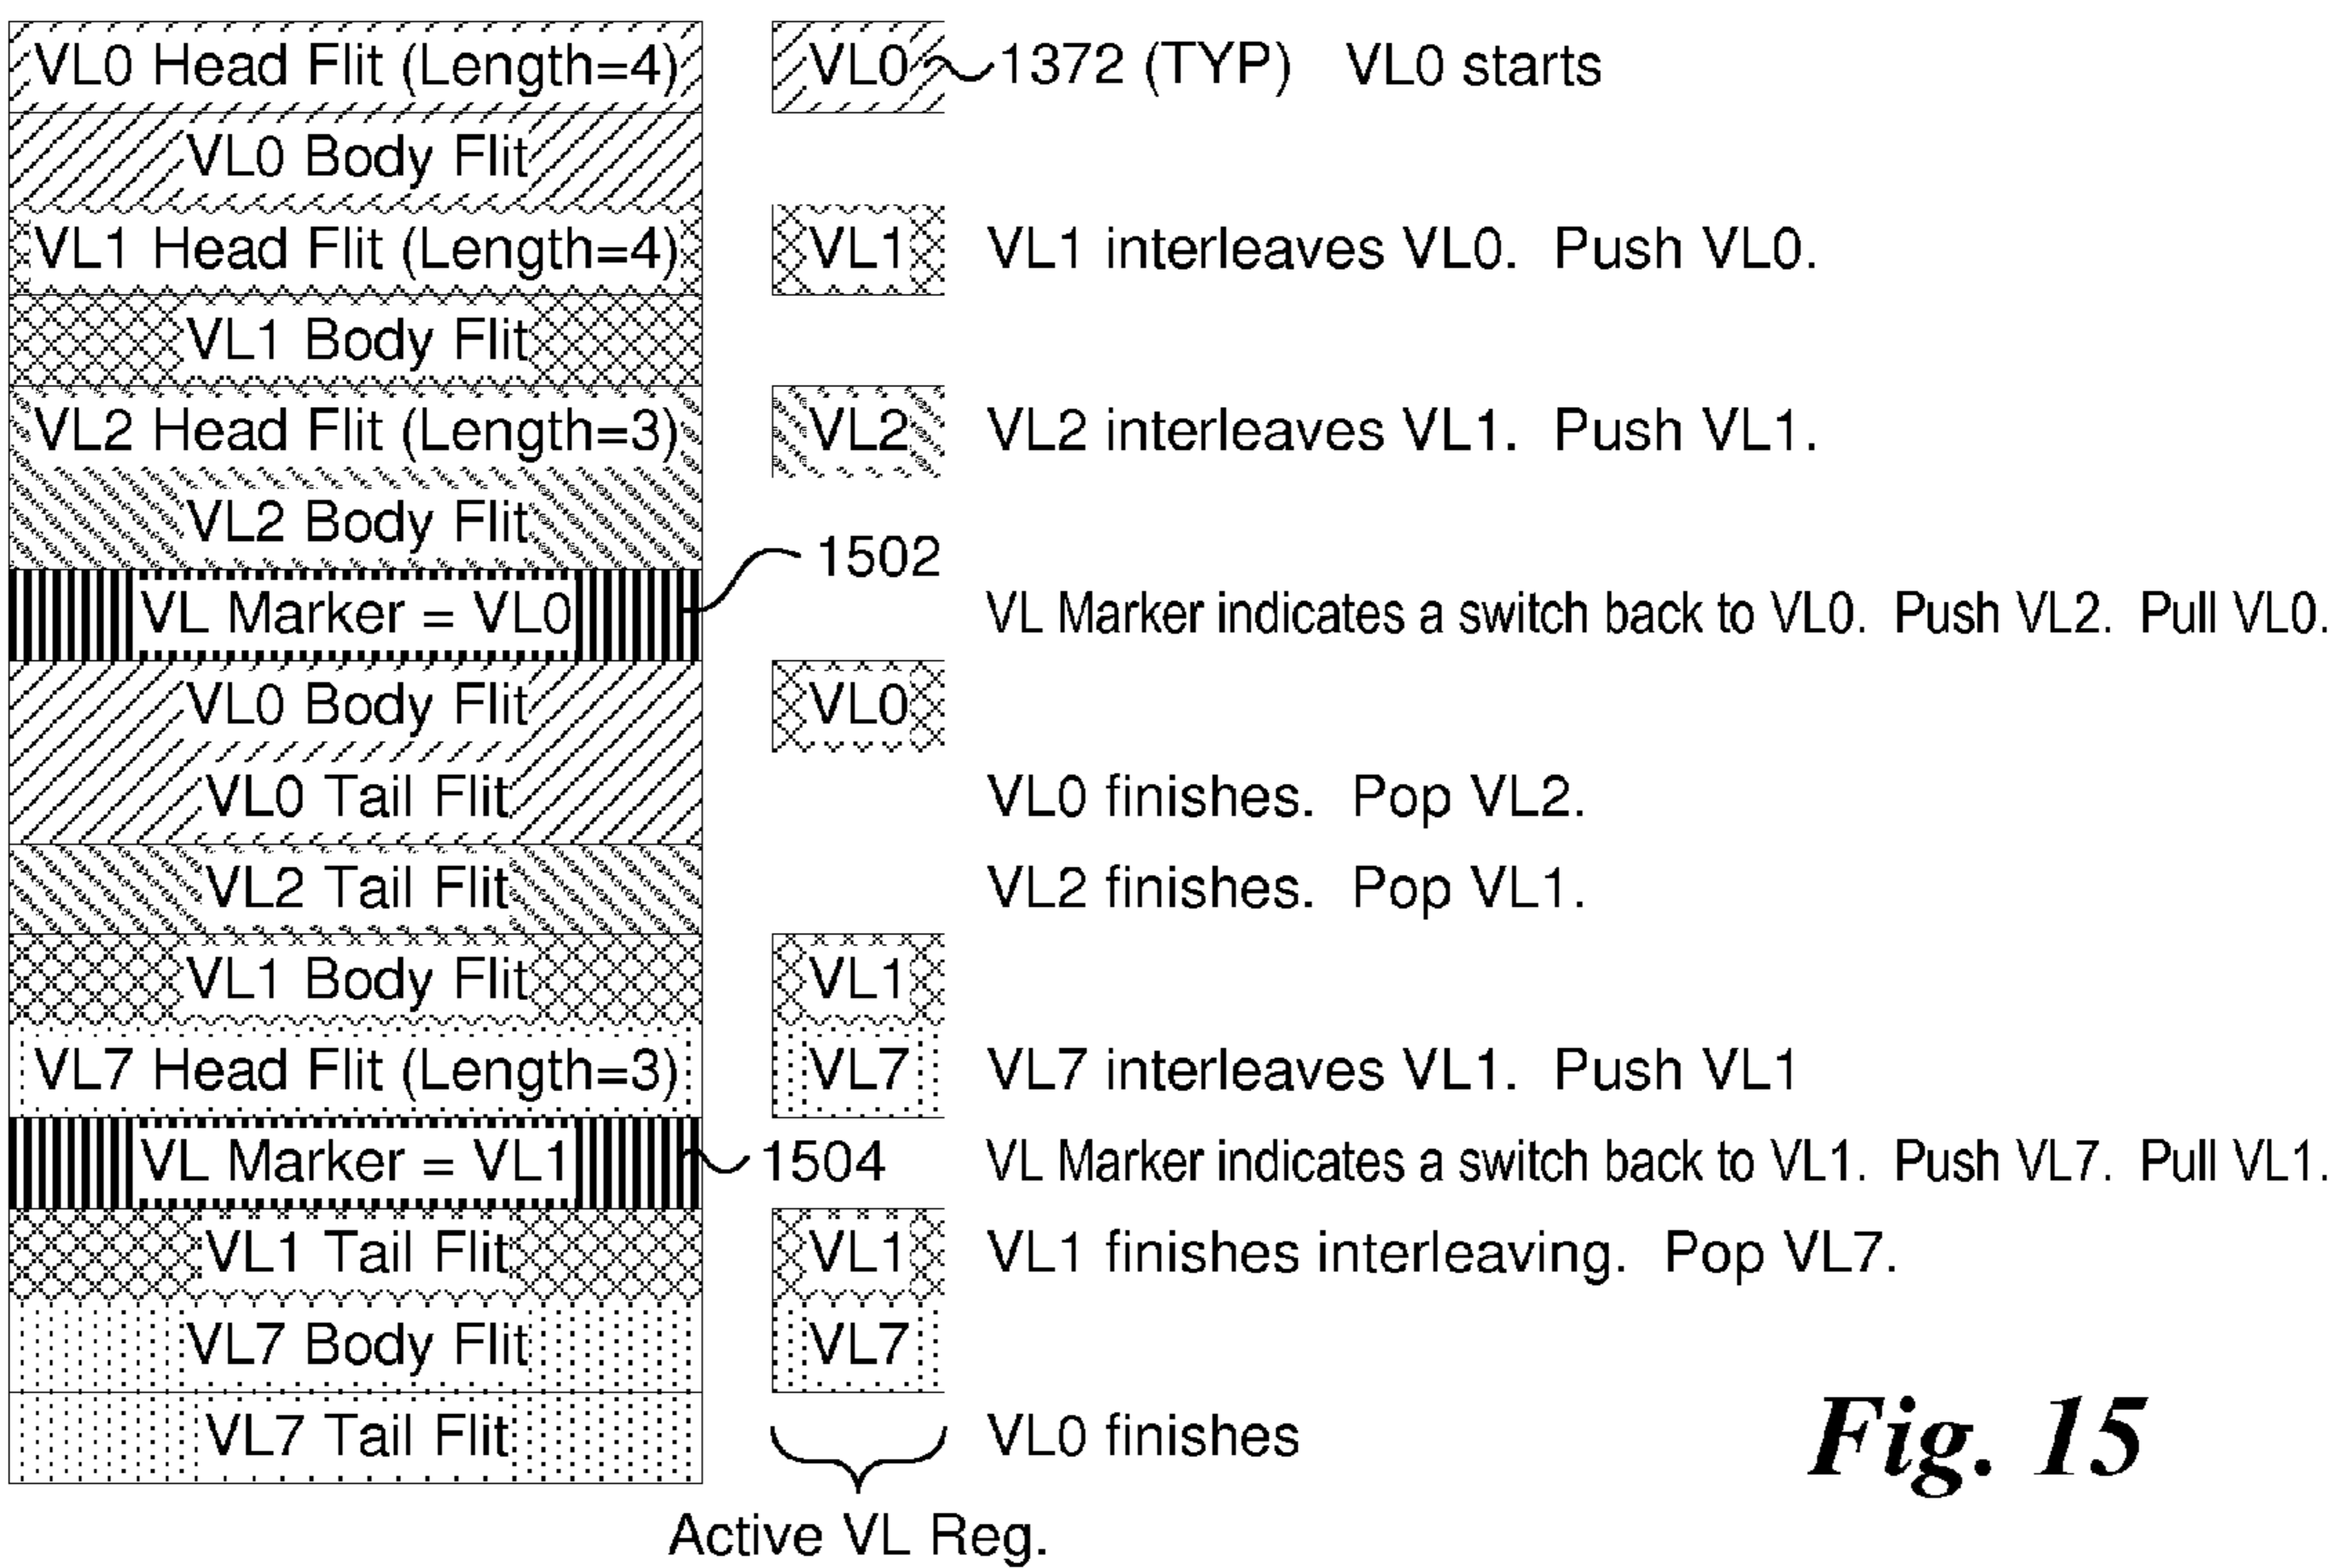 VL0 Head Flit (Length=4) VL0 1372 (TYP) VL0 starts
VL0 Body Flit
VL1 Head Flit (Length=4) VL1 VL1 interleaves VL0. Push VL0.
VL1 Body Flit
VL2 Head Flit (Length=3) VL2 VL2 interleaves VL1. Push VL1.
VL2 Body Flit
1502
VL Marker = VL0 VL Marker indicates a switch back to VL0. Push VL2. Pull VL0.
VL0 Body Flit VL0
VL0 Tail Flit VL0 finishes. Pop VL2.
VL2 Tail Flit VL2 finishes. Pop VL1.
VL1 Body Flit VL1
VL7 Head Flit (Length=3) VL7 VL7 interleaves VL1. Push VL1
VL Marker = VL1 1504 VL Marker indicates a switch back to VL1. Push VL7. Pull VL1.
VL1 Tail Flit VL1 VL1 finishes interleaving. Pop VL7.
VL7 Body Flit VL7
VL7 Tail Flit VL0 finishes
Active VL Reg.
Fig. 15